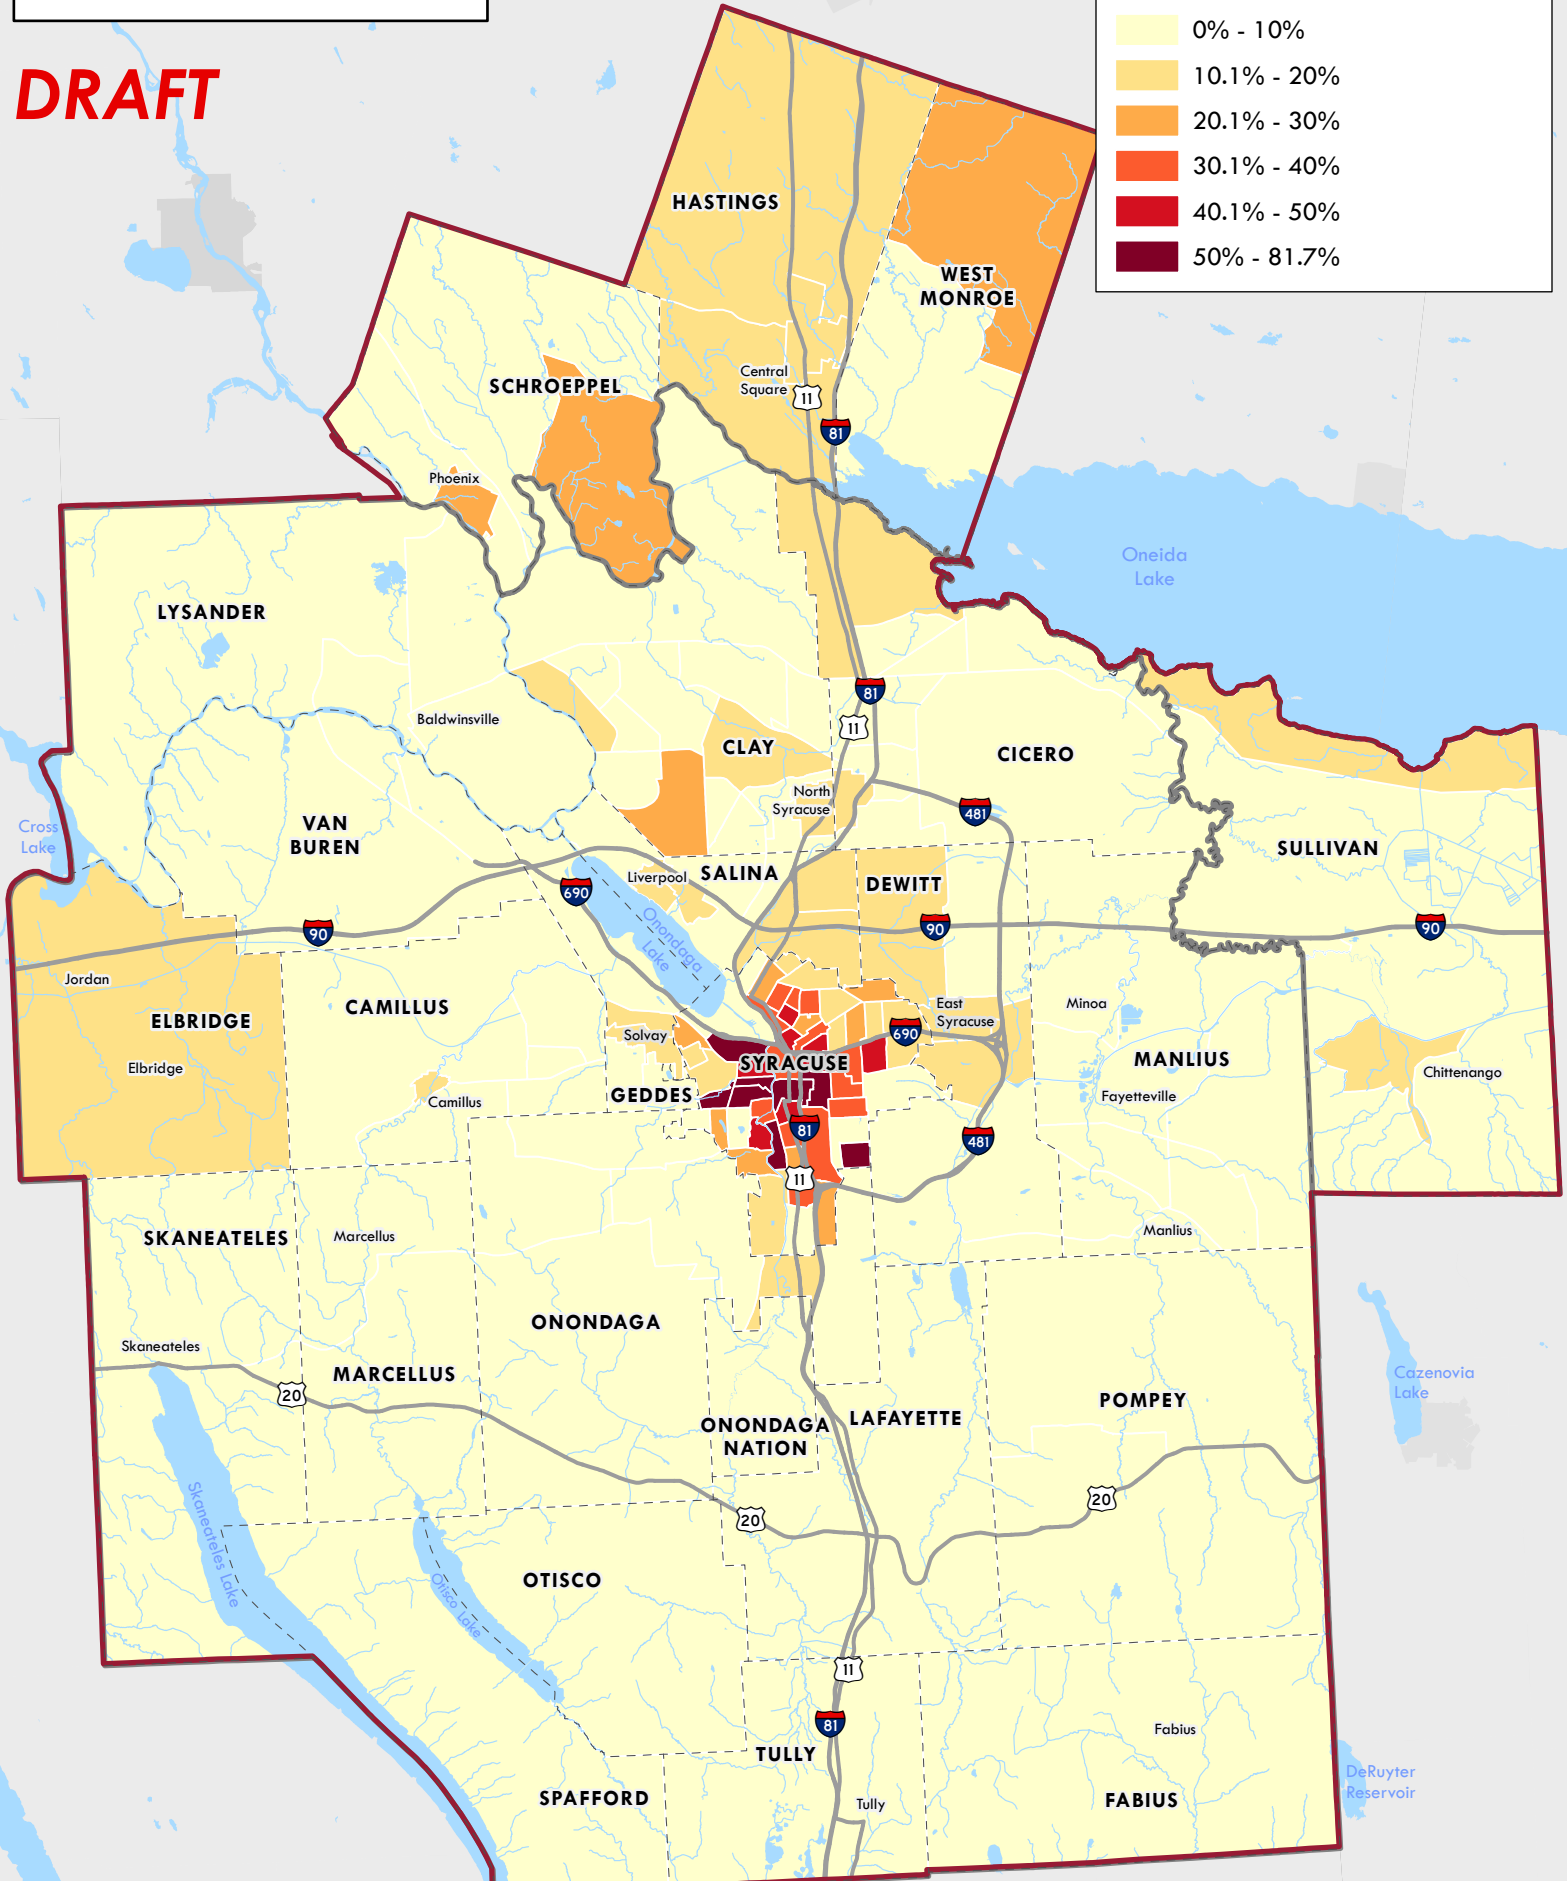 DRAFT
0% - 10%
10.1% - 20%
20.1% - 30%
30.1% - 40%
40.1% - 50%
50% - 81.7%
HASTINGS
WEST
MONROE
Central
Square
11
81
SCHROEPPEL
Phoenix
Oneida
Lake
LYSANDER
Baldwinsville
81
11
CLAY
CICERO
North
Syracuse
481
Cross
Lake
VAN
BUREN
SULLIVAN
Liverpool
SALINA
DEWITT
690
90
90
90
Onondaga
Lake
Jordan
ELBRIDGE
Elbridge
CAMILLUS
Camillus
Solvay
East
Syracuse
690
Minoa
SYRACUSE
MANLIUS
GEDDES
Fayetteville
Chittenango
81
481
11
SKANEATELES
Marcellus
Manlius
ONONDAGA
Skaneateles
20
MARCELLUS
Cazenovia
Lake
POMPEY
ONONDAGA
NATION
LAFAYETTE
Skaneateles Lake
20
20
Otisco Lake
OTISCO
11
81
Fabius
TULLY
DeRuyter
Reservoir
SPAFFORD
Tully
FABIUS